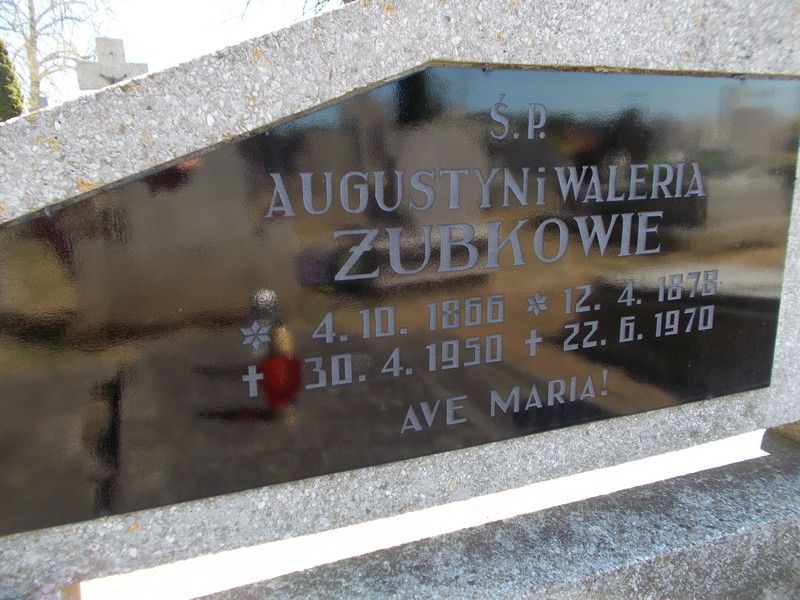 Ś.P.
AUGUSTYN i WALERIA
ZUBKOWIE
* 4.10.1866 * 12.4.1878
✝ 30.4.1950 ✝ 22.6.1970
AVE MARIA!